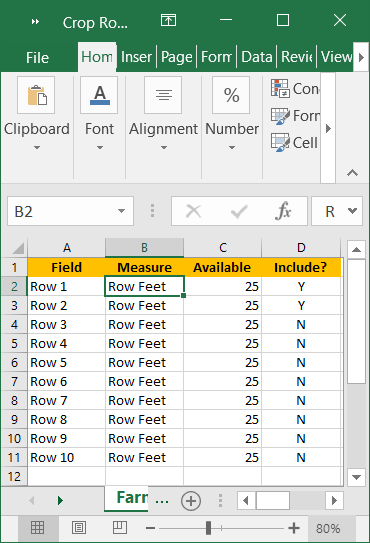 Crop Ro...
File Hom Inser Page Form Data Revie View
Clipboard Font Alignment Number Con
Form
Cell
B2 fx R
A B C D
1 Field Measure Available Include?
2 Row 1 Row Feet 25 Y
3 Row 2 Row Feet 25 Y
4 Row 3 Row Feet 25 N
5 Row 4 Row Feet 25 N
6 Row 5 Row Feet 25 N
7 Row 6 Row Feet 25 N
8 Row 7 Row Feet 25 N
9 Row 8 Row Feet 25 N
10 Row 9 Row Feet 25 N
11 Row 10 Row Feet 25 N
12
Farn ...
80%